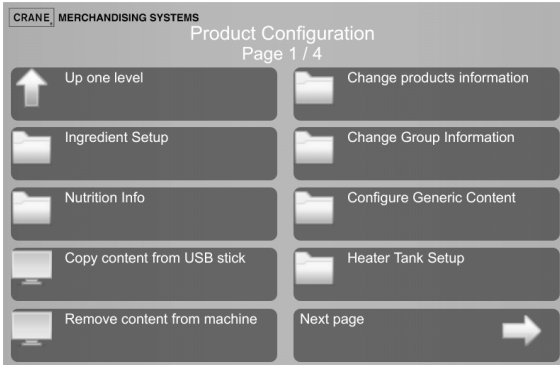 CRANE® MERCHANDISING SYSTEMS
Product Configuration
Page 1 / 4
Up one level
Change products information
Ingredient Setup
Change Group Information
Nutrition Info
Configure Generic Content
Copy content from USB stick
Heater Tank Setup
Remove content from machine
Next page